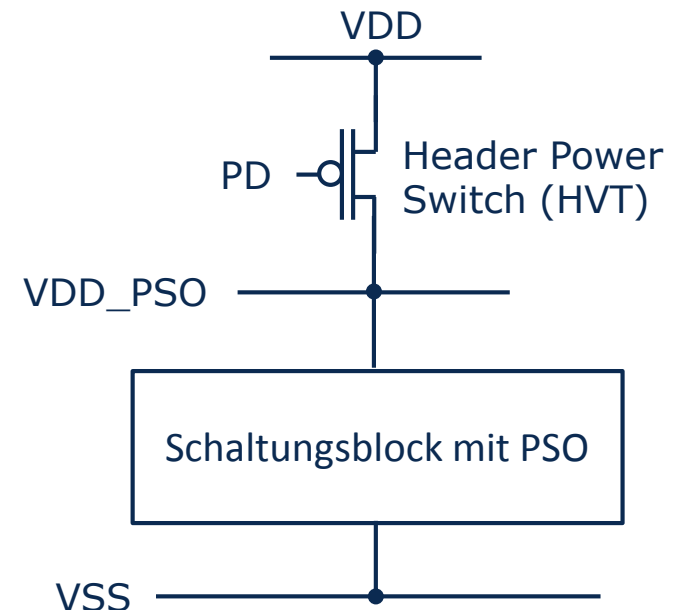 VDD
PD
Header Power
Switch (HVT)
VDD_PSO
Schaltungsblock mit PSO
VSS